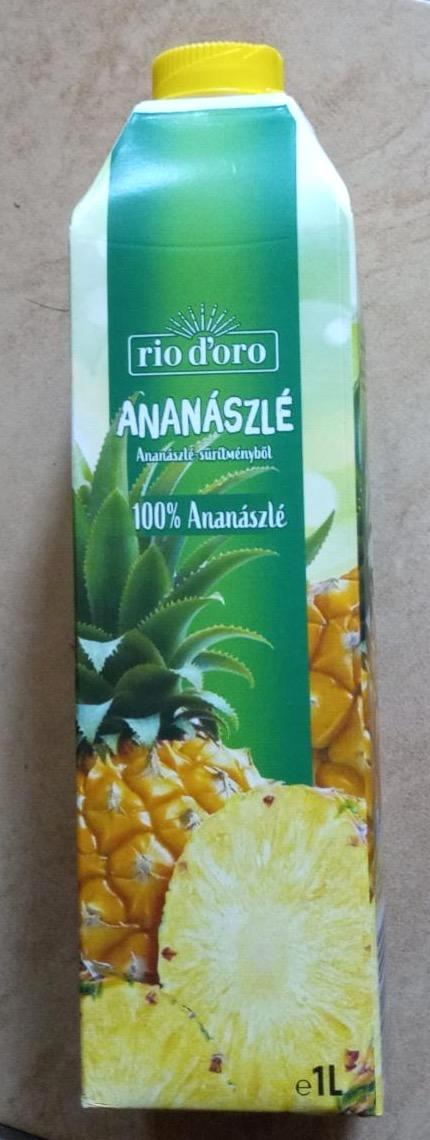 rio d'oro
ANANÁSZLÉ
Ananászlé-sűrítményből
100% Ananászlé
e1L